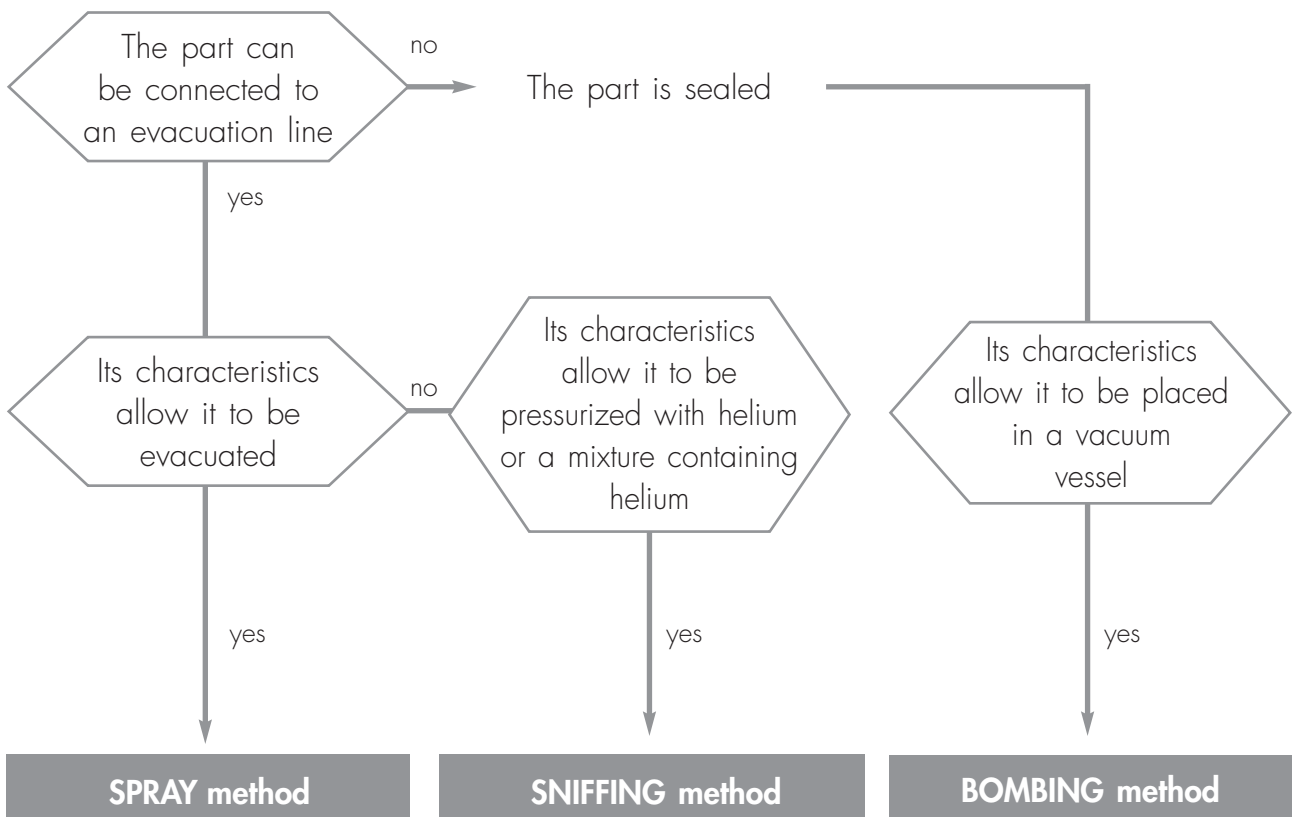 The part can
be connected to
an evacuation line
no
The part is sealed
yes
Its characteristics
allow it to be
evacuated
no
Its characteristics
allow it to be
pressurized with helium
or a mixture containing
helium
Its characteristics
allow it to be placed
in a vacuum
vessel
yes
yes
yes
SPRAY method
SNIFFING method
BOMBING method